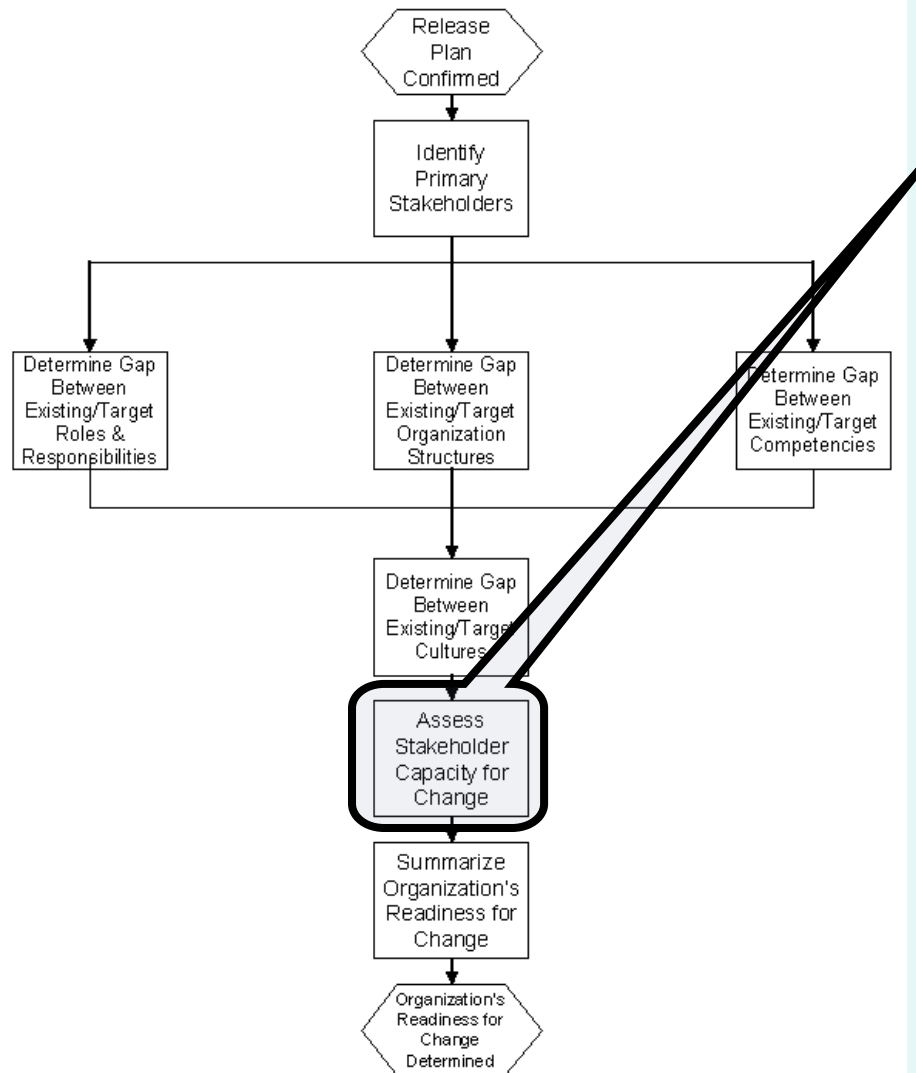 Release
Plan
Confirmed
Identify
Primary
Stakeholders
Determine Gap
Between
Existing/Target
Roles &
Responsibilities
Determine Gap
Between
Existing/Target
Organization
Structures
Determine Gap
Between
Existing/Target
Competencies
Determine Gap
Between
Existing/Target
Cultures
Assess
Stakeholder
Capacity for
Change
Summarize
Organization's
Readiness for
Change
Organization's
Readiness for
Change
Determined